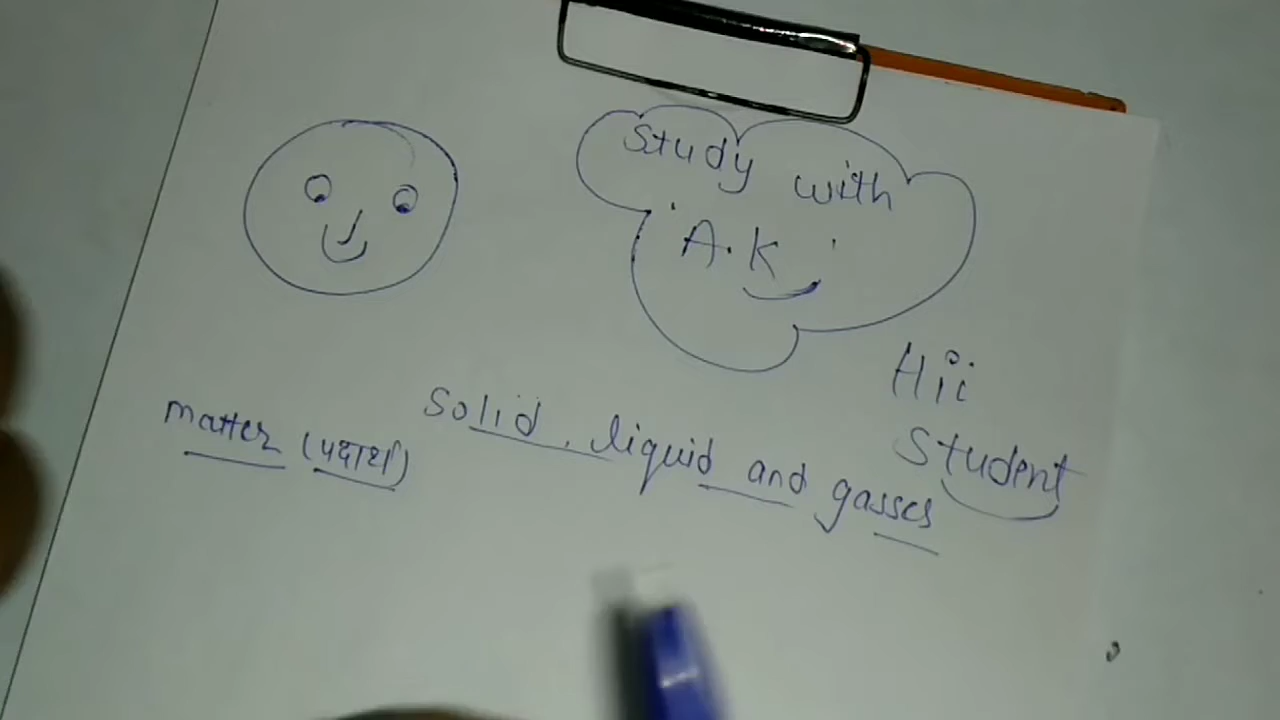 Study with
'A.K'
Hii
Student
matter (पदार्थ)
Solid, liquid and gasses